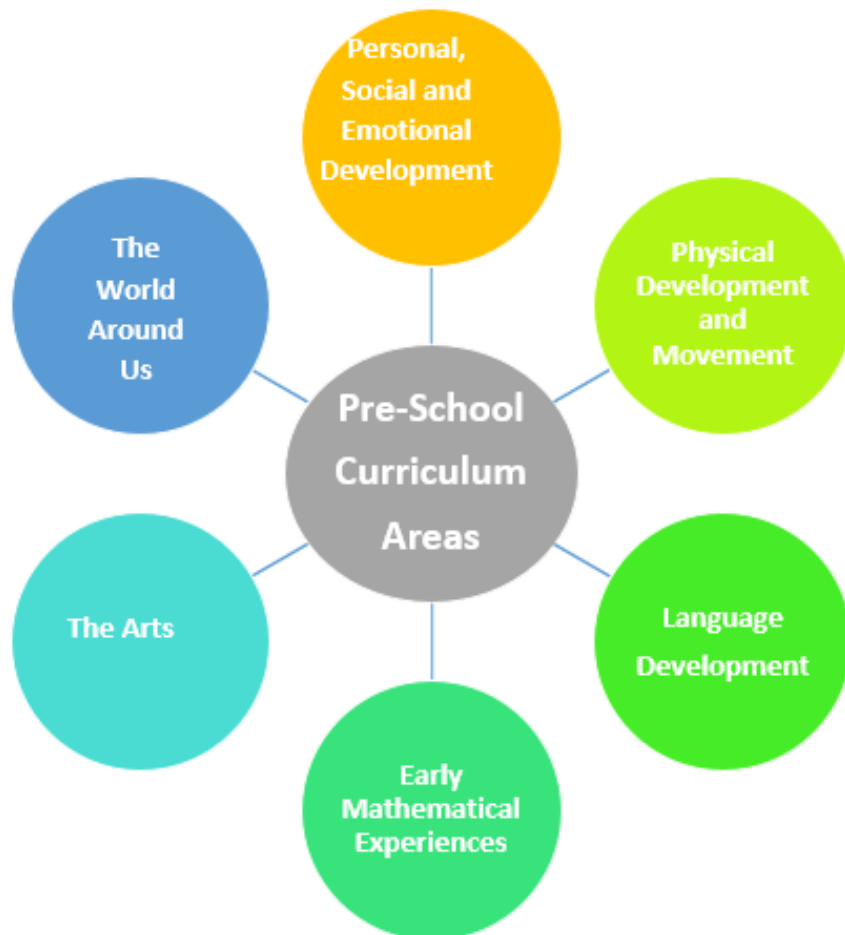 Personal,
Social and
Emotional
Development
Physical
Development
and
Movement
Language
Development
Early
Mathematical
Experiences
The Arts
The
World
Around
Us
Pre-School
Curriculum
Areas